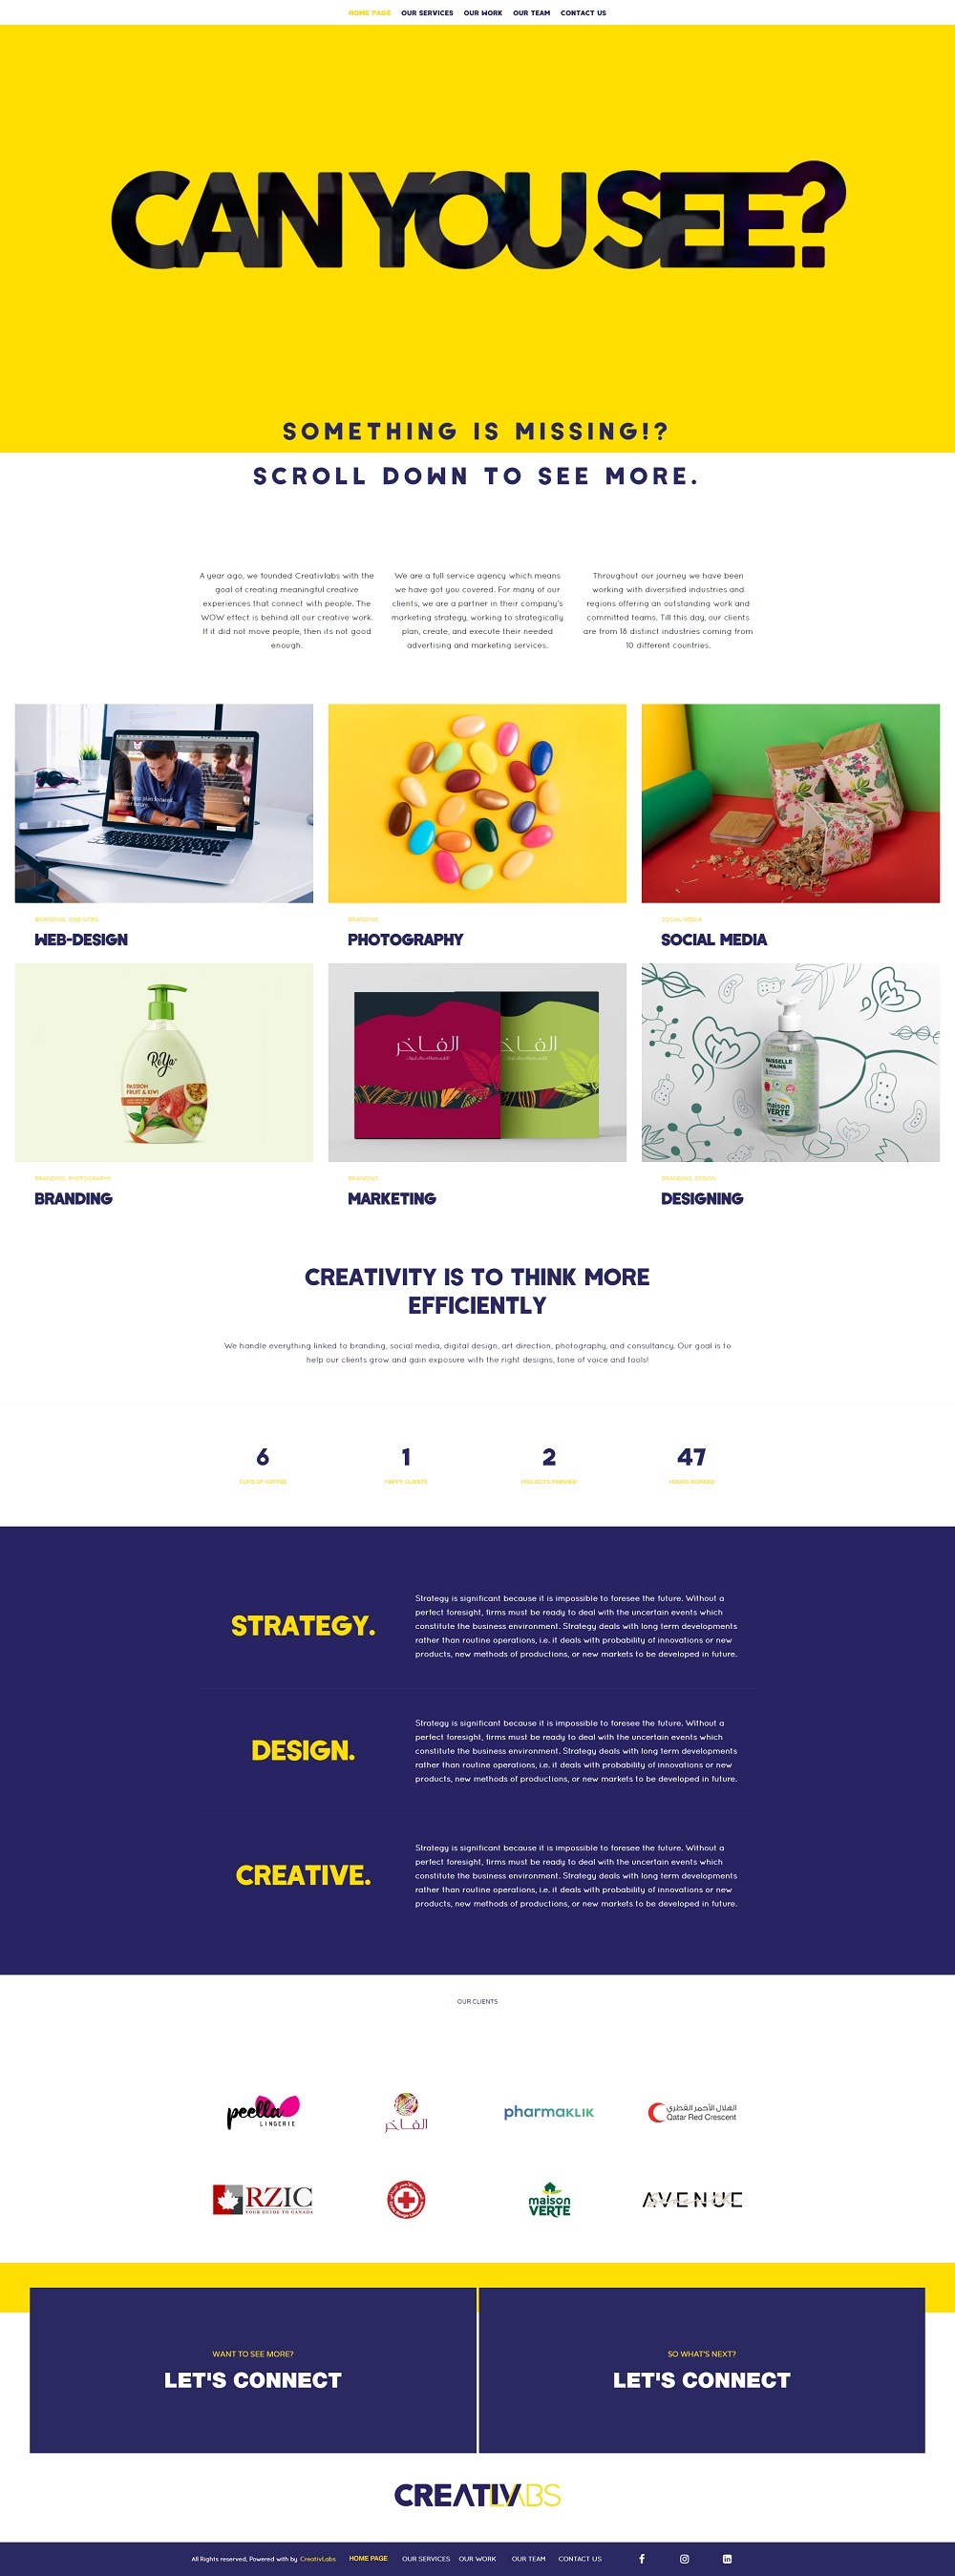 HOME PAGE OUR SERVICES OUR WORK OUR TEAM CONTACT US
CAN YOU SEE?
SOMETHING IS MISSING!?
SCROLL DOWN TO SEE MORE.
A year ago, we founded Creativlabs with the
goal of creating meaningful creative
experiences that connect with people. The
WOW effect is behind all our creative work.
If it did not move people, then its not good
enough.
We are a full service agency which means
we have got you covered. For many of our
clients, we are a partner in their company's
marketing strategy, working to strategically
plan, create, and execute their needed
advertising and marketing services.
Throughout our journey we have been
working with diversified industries and
regions offering an outstanding work and
committed teams. Till this day, our clients
are from 18 distinct industries coming from
10 different countries.
BRANDING, WEB SITES
WEB-DESIGN
BRANDING
PHOTOGRAPHY
SOCIAL MEDIA
SOCIAL MEDIA
RoYa
PASSION
FRUIT & KIWI
الفاخر
الفاخر
VAISSELLE
MAINS
maison
VERTE
BRANDING, PHOTOGRAPHY
BRANDING
BRANDING
MARKETING
BRANDING, DESIGN
DESIGNING
CREATIVITY IS TO THINK MORE
EFFICIENTLY
We handle everything linked to branding, social media, digital design, art direction, photography, and consultancy. Our goal is to
help our clients grow and gain exposure with the right designs, tone of voice and tools!
6 1 2 47
CUPS OF COFFEE HAPPY CLIENTS PROJECTS FINISHED HOURS WORKED
STRATEGY.
Strategy is significant because it is impossible to foresee the future. Without a
perfect foresight, firms must be ready to deal with the uncertain events which
constitute the business environment. Strategy deals with long term developments
rather than routine operations, i.e. it deals with probability of innovations or new
products, new methods of productions, or new markets to be developed in future.
DESIGN.
Strategy is significant because it is impossible to foresee the future. Without a
perfect foresight, firms must be ready to deal with the uncertain events which
constitute the business environment. Strategy deals with long term developments
rather than routine operations, i.e. it deals with probability of innovations or new
products, new methods of productions, or new markets to be developed in future.
CREATIVE.
Strategy is significant because it is impossible to foresee the future. Without a
perfect foresight, firms must be ready to deal with the uncertain events which
constitute the business environment. Strategy deals with long term developments
rather than routine operations, i.e. it deals with probability of innovations or new
products, new methods of productions, or new markets to be developed in future.
OUR CLIENTS
peella
LINGERIE
الفاخر
pharmaKLIK
الهلال الأحمر القطري
Qatar Red Crescent
RZIC
YOUR GUIDE TO CANADA
maison
VERTE
AVENUE
WANT TO SEE MORE?
LET'S CONNECT
SO WHAT'S NEXT?
LET'S CONNECT
CREATIVLABS
All Rights reserved, Powered with by CreativLabs HOME PAGE OUR SERVICES OUR WORK OUR TEAM CONTACT US